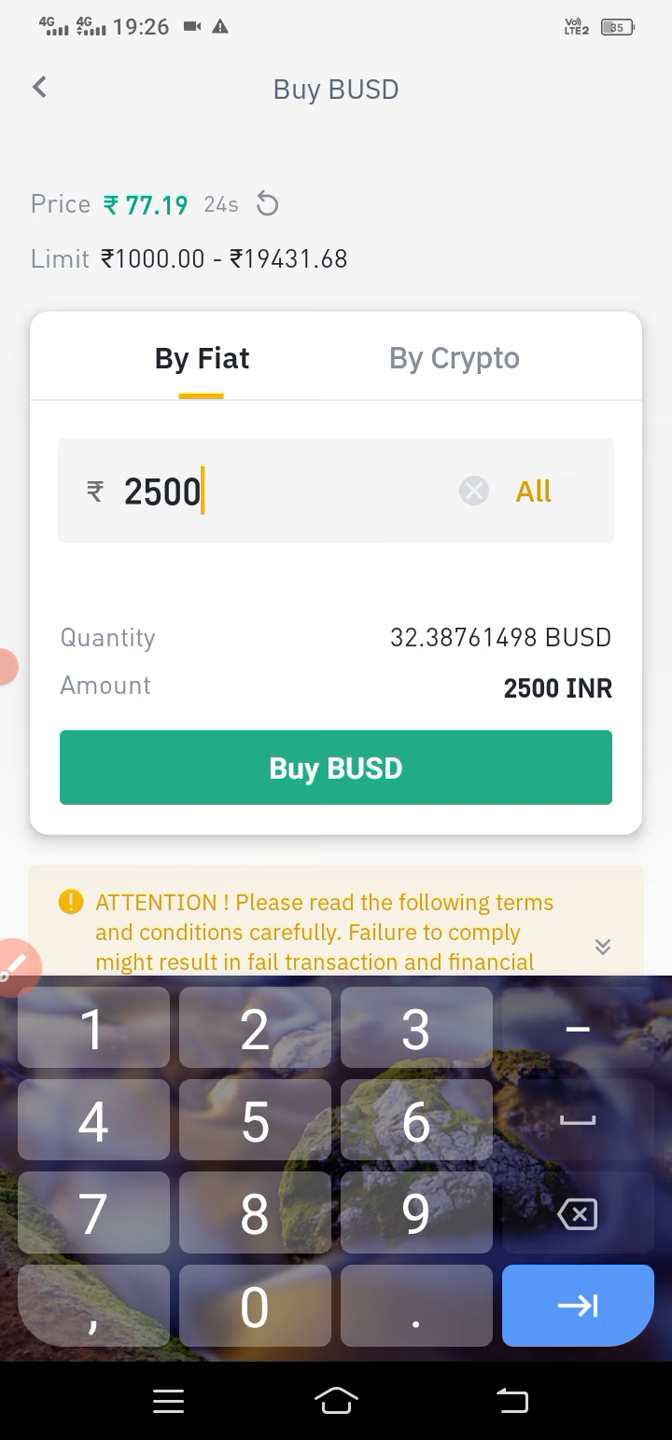 4G 4G 19:26 Vo) LTE2 35
Buy BUSD
Price ₹ 77.19 24s
Limit ₹1000.00 - ₹19431.68
By Fiat By Crypto
₹ 2500 All
Quantity 32.38761498 BUSD
Amount 2500 INR
Buy BUSD
ATTENTION ! Please read the following terms
and conditions carefully. Failure to comply
might result in fail transaction and financial
1 2 3 –
4 5 6
7 8 9
, 0 .